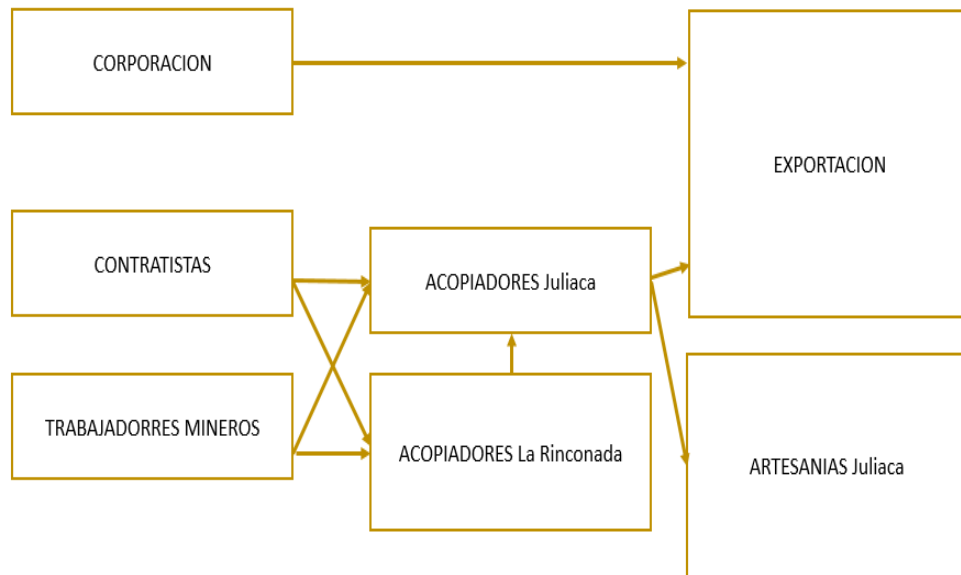 CORPORACION
EXPORTACION
CONTRATISTAS
ACOPIADORES Juliaca
TRABAJADORRES MINEROS
ACOPIADORES La Rinconada
ARTESANIAS Juliaca